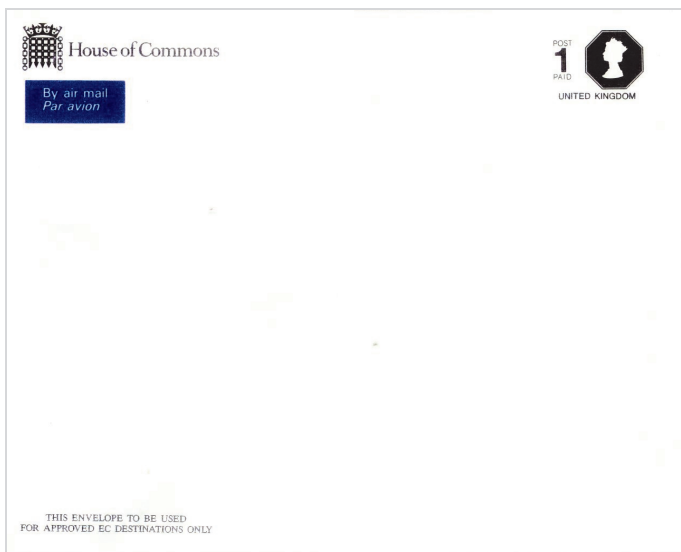 House of Commons
By air mail
Par avion
POST
1
PAID
UNITED KINGDOM
THIS ENVELOPE TO BE USED
FOR APPROVED EC DESTINATIONS ONLY